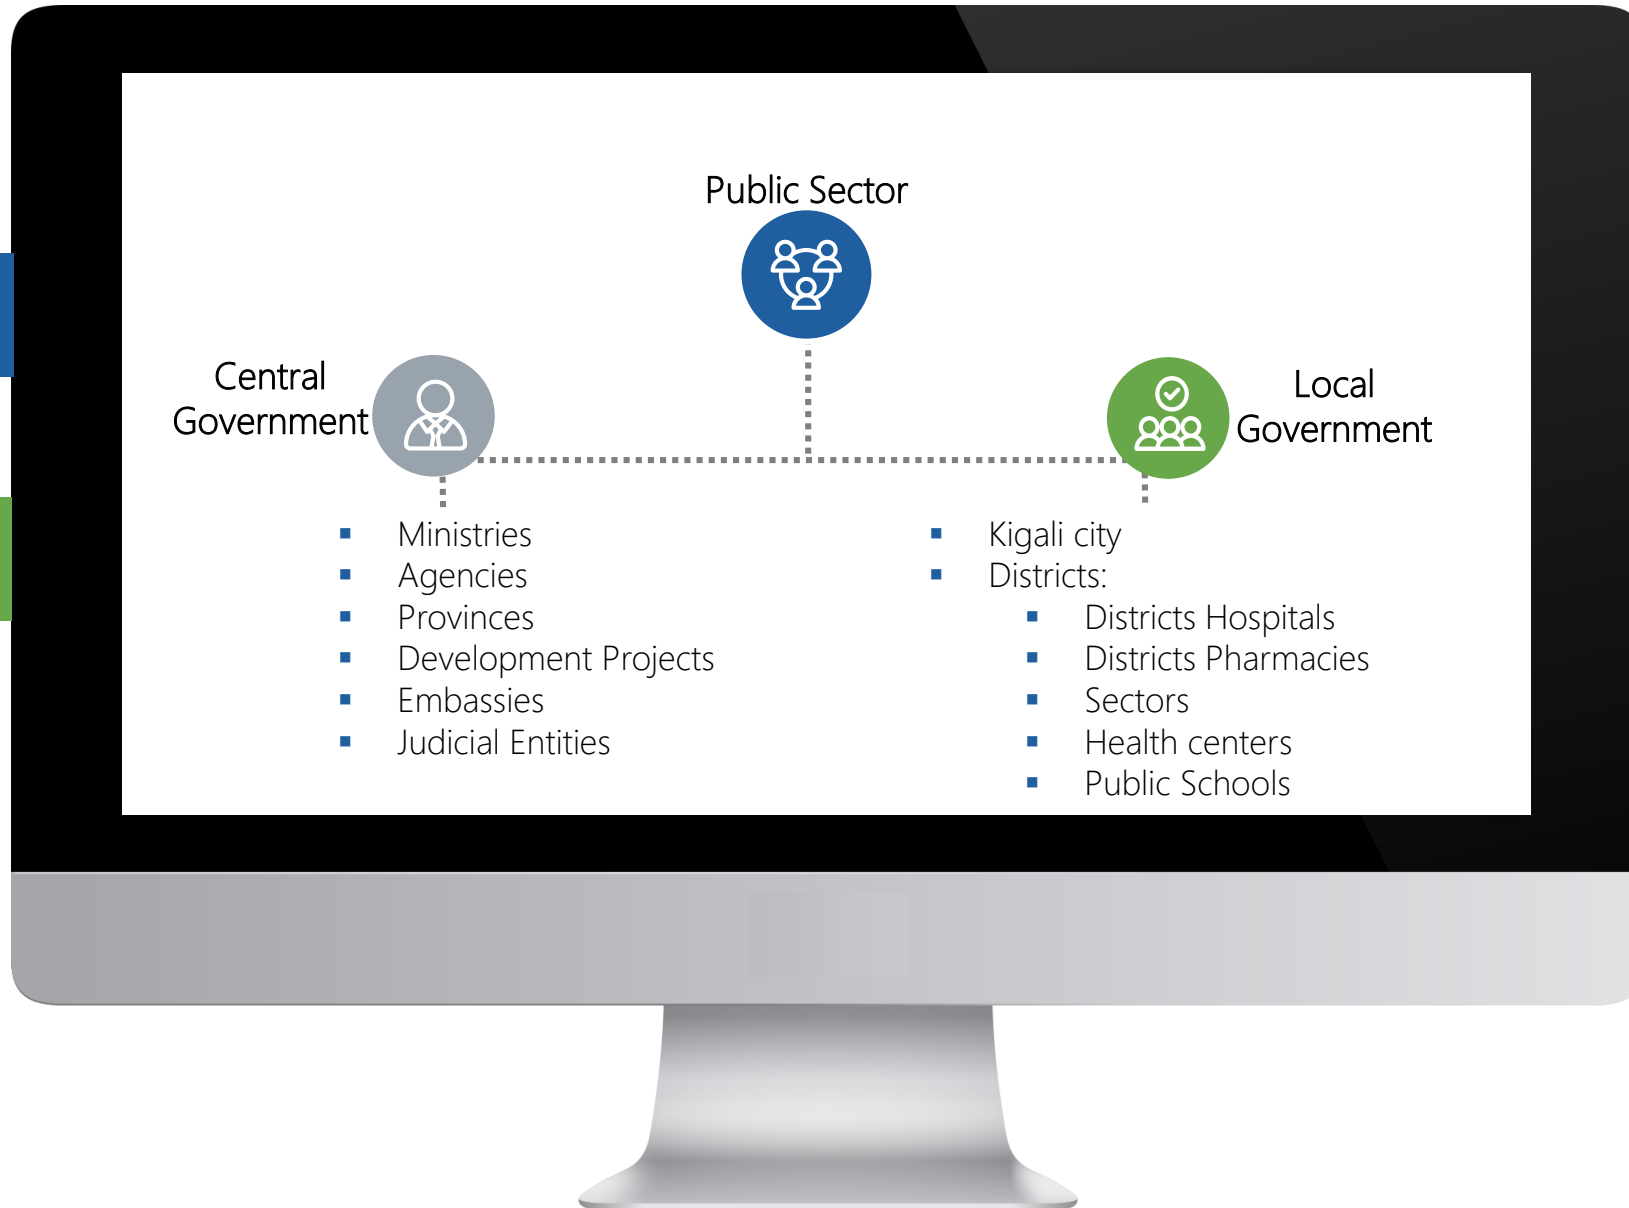 Public Sector
Central
Government
Local
Government
Ministries
Agencies
Provinces
Development Projects
Embassies
Judicial Entities
Kigali city
Districts:
Districts Hospitals
Districts Pharmacies
Sectors
Health centers
Public Schools